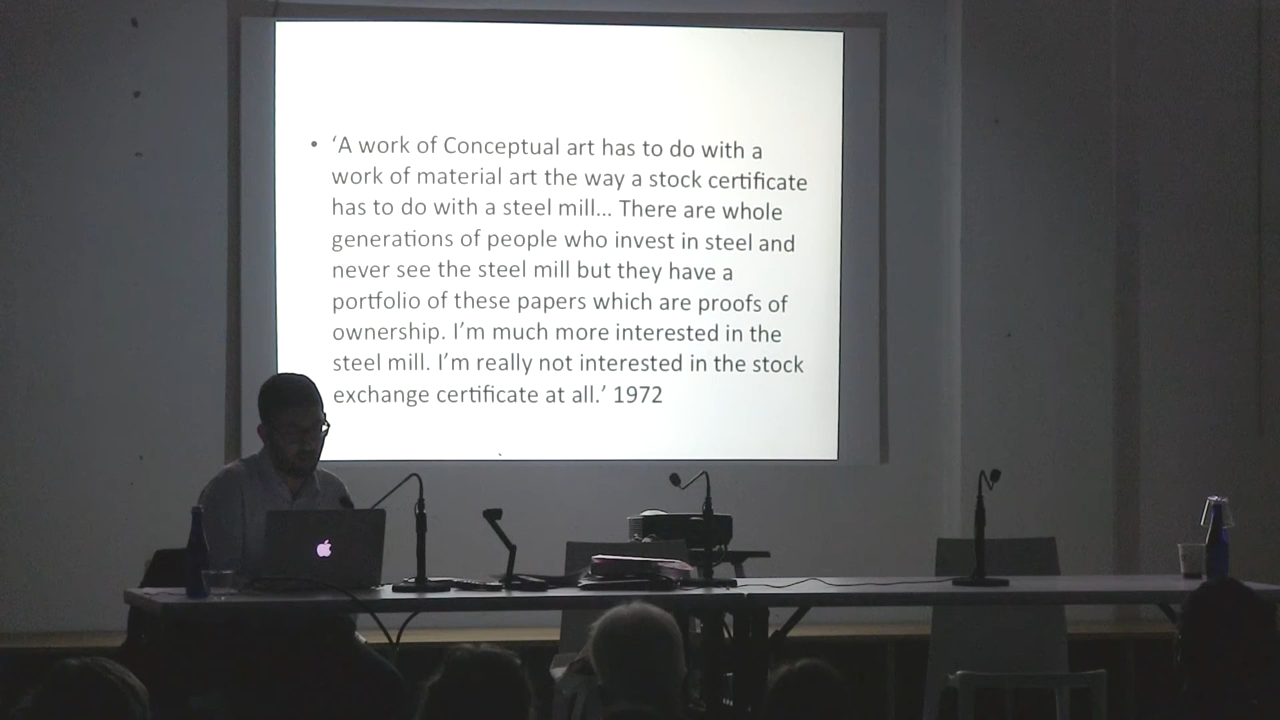 • ‘A work of Conceptual art has to do with a
work of material art the way a stock certificate
has to do with a steel mill... There are whole
generations of people who invest in steel and
never see the steel mill but they have a
portfolio of these papers which are proofs of
ownership. I’m much more interested in the
steel mill. I’m really not interested in the stock
exchange certificate at all.’ 1972